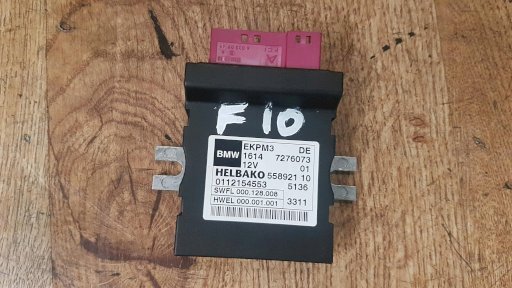 F10
BMW
EKPM3 DE
1614 7276073
12V 01
HELBAKO 558921 10
0112154553 5136
SWFL 000.128.008
HWEL 000.001.001 3311